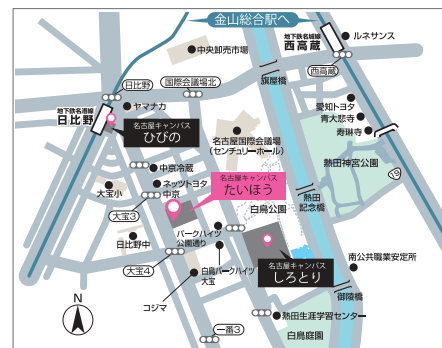 金山総合駅へ
地下鉄名城線
西高蔵
ルネサンス
中央卸売市場
旗屋橋
西高蔵
国際会議場北
日比野
地下鉄名港線
日比野
ヤマナカ
名古屋キャンパス
ひびの
愛知トヨタ
青大悲寺
寿琳寺
名古屋国際会議場
(センチュリーホール)
熱田神宮公園
中京冷蔵
ネッツトヨタ
中京
大宝小
名古屋キャンパス
たいほう
白鳥公園
熱田
記念橋
19
大宝3
日比野中
パークハイツ
公園通り
名古屋キャンパス
しろとり
大宝4
白鳥パークハイツ
大宝
南公共職業安定所
御陵橋
コジマ
N
一番3
熱田生涯学習センター
白鳥庭園